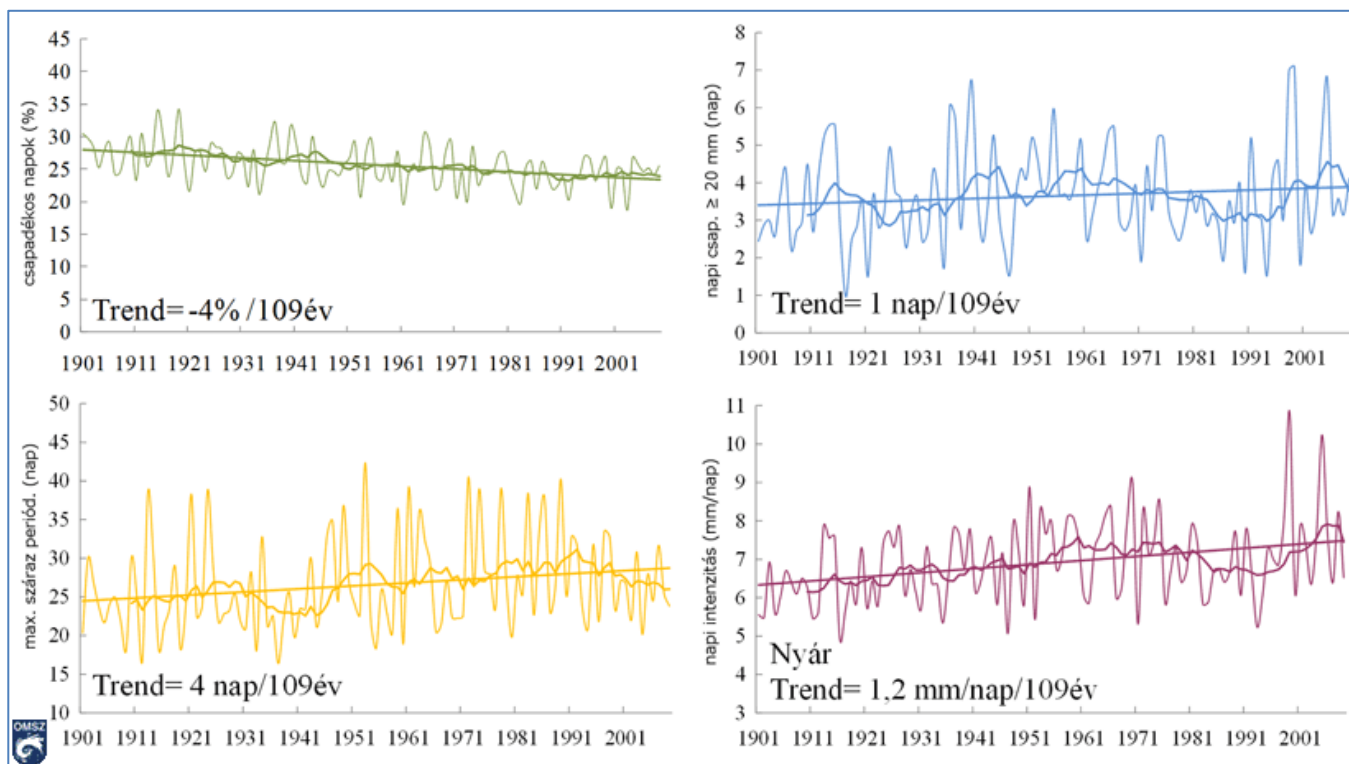 45
40
35
30
25
20
15
10
5
0
csapadékos napok (%)
Trend= -4% /109év
1901 1911 1921 1931 1941 1951 1961 1971 1981 1991 2001
8
7
6
5
4
3
2
1
0
napi csap. ≥ 20 mm (nap)
Trend= 1 nap/109év
1901 1911 1921 1931 1941 1951 1961 1971 1981 1991 2001
50
45
40
35
30
25
20
15
10
max. száraz periód. (nap)
Trend= 4 nap/109év
1901 1911 1921 1931 1941 1951 1961 1971 1981 1991 2001
11
10
9
8
7
6
5
4
3
napi intenzitás (mm/nap)
Nyár
Trend= 1,2 mm/nap/109év
1901 1911 1921 1931 1941 1951 1961 1971 1981 1991 2001
OMSZ